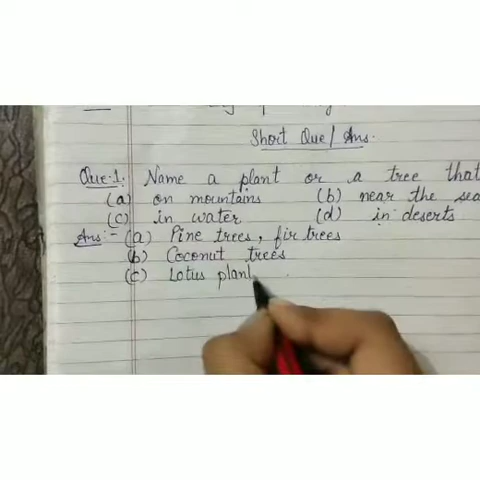 Short Que/Ans.
Que:1. Name a plant or a tree that
(a) on mountains (b) near the sea
(c) in water (d) in deserts
Ans:- (a) Pine trees, fir trees
(b) Coconut trees
(c) Lotus plant